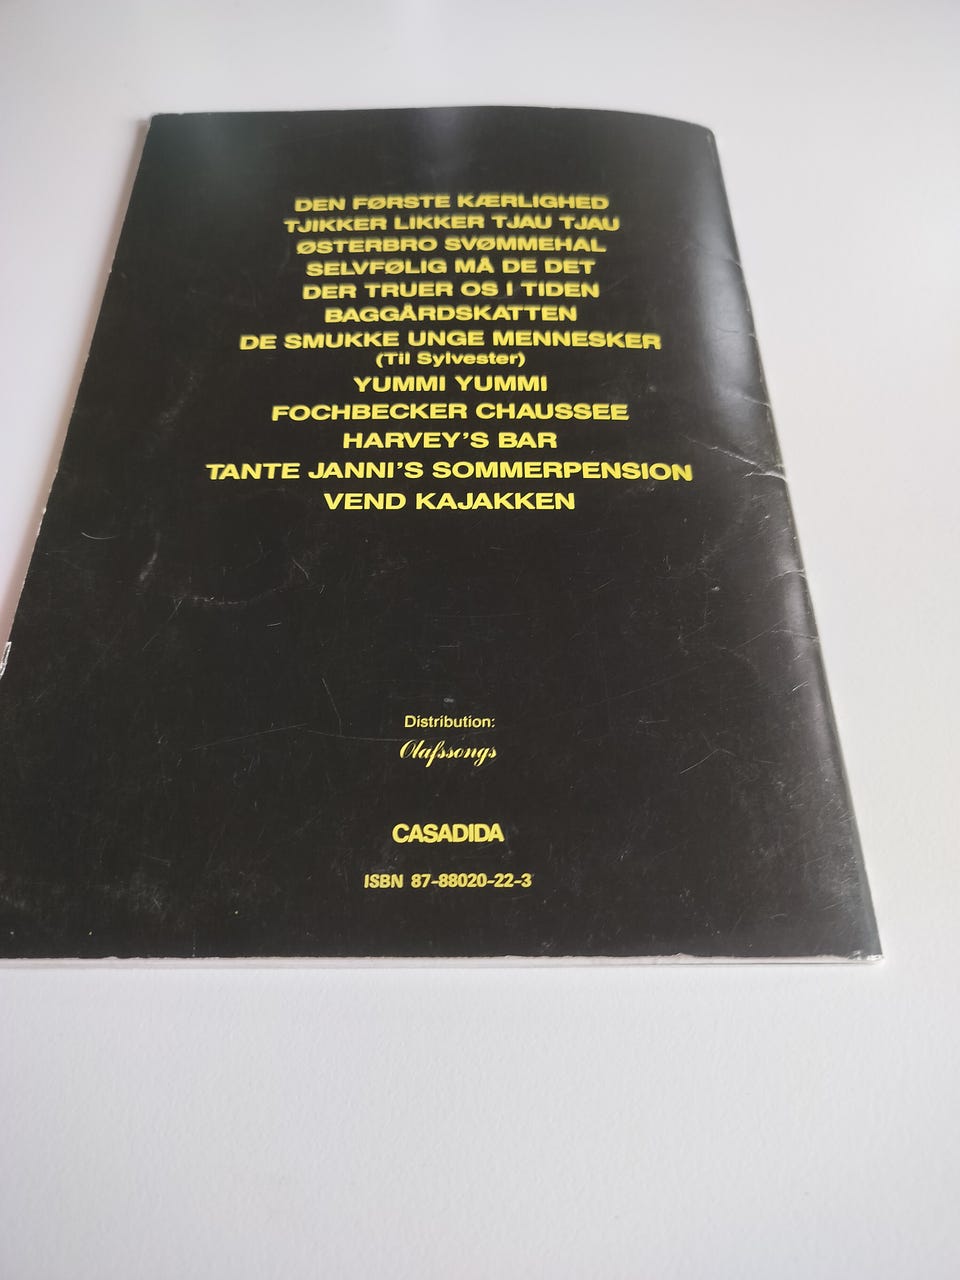 DEN FØRSTE KÆRLIGHED
TJIKKER LIKKER TJAU TJAU
ØSTERBRO SVØMMEHAL
SELVFØLIG MÅ DE DET
DER TRUER OS I TIDEN
BAGGÅRDSKATTEN
DE SMUKKE UNGE MENNESKER
(Til Sylvester)
YUMMI YUMMI
FOCHBECKER CHAUSSEE
HARVEY'S BAR
TANTE JANNI'S SOMMERPENSION
VEND KAJAKKEN
Distribution:
Olafssongs
CASADIDA
ISBN 87-88020-22-3